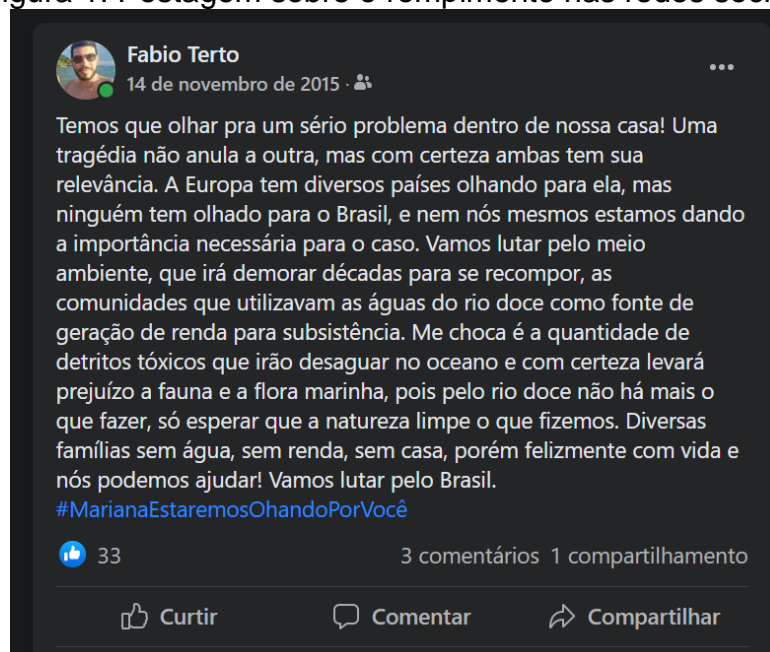 Fabio Terto
14 de novembro de 2015 ·
Temos que olhar pra um sério problema dentro de nossa casa! Uma
tragédia não anula a outra, mas com certeza ambas tem sua
relevância. A Europa tem diversos países olhando para ela, mas
ninguém tem olhado para o Brasil, e nem nós mesmos estamos dando
a importância necessária para o caso. Vamos lutar pelo meio
ambiente, que irá demorar décadas para se recompor, as
comunidades que utilizavam as águas do rio doce como fonte de
geração de renda para subsistência. Me choca é a quantidade de
detritos tóxicos que irão desaguar no oceano e com certeza levará
prejuízo a fauna e a flora marinha, pois pelo rio doce não há mais o
que fazer, só esperar que a natureza limpe o que fizemos. Diversas
famílias sem água, sem renda, sem casa, porém felizmente com vida e
nós podemos ajudar! Vamos lutar pelo Brasil.
#MarianaEstaremosOhandoPorVocê
33 3 comentários 1 compartilhamento
Curtir Comentar Compartilhar